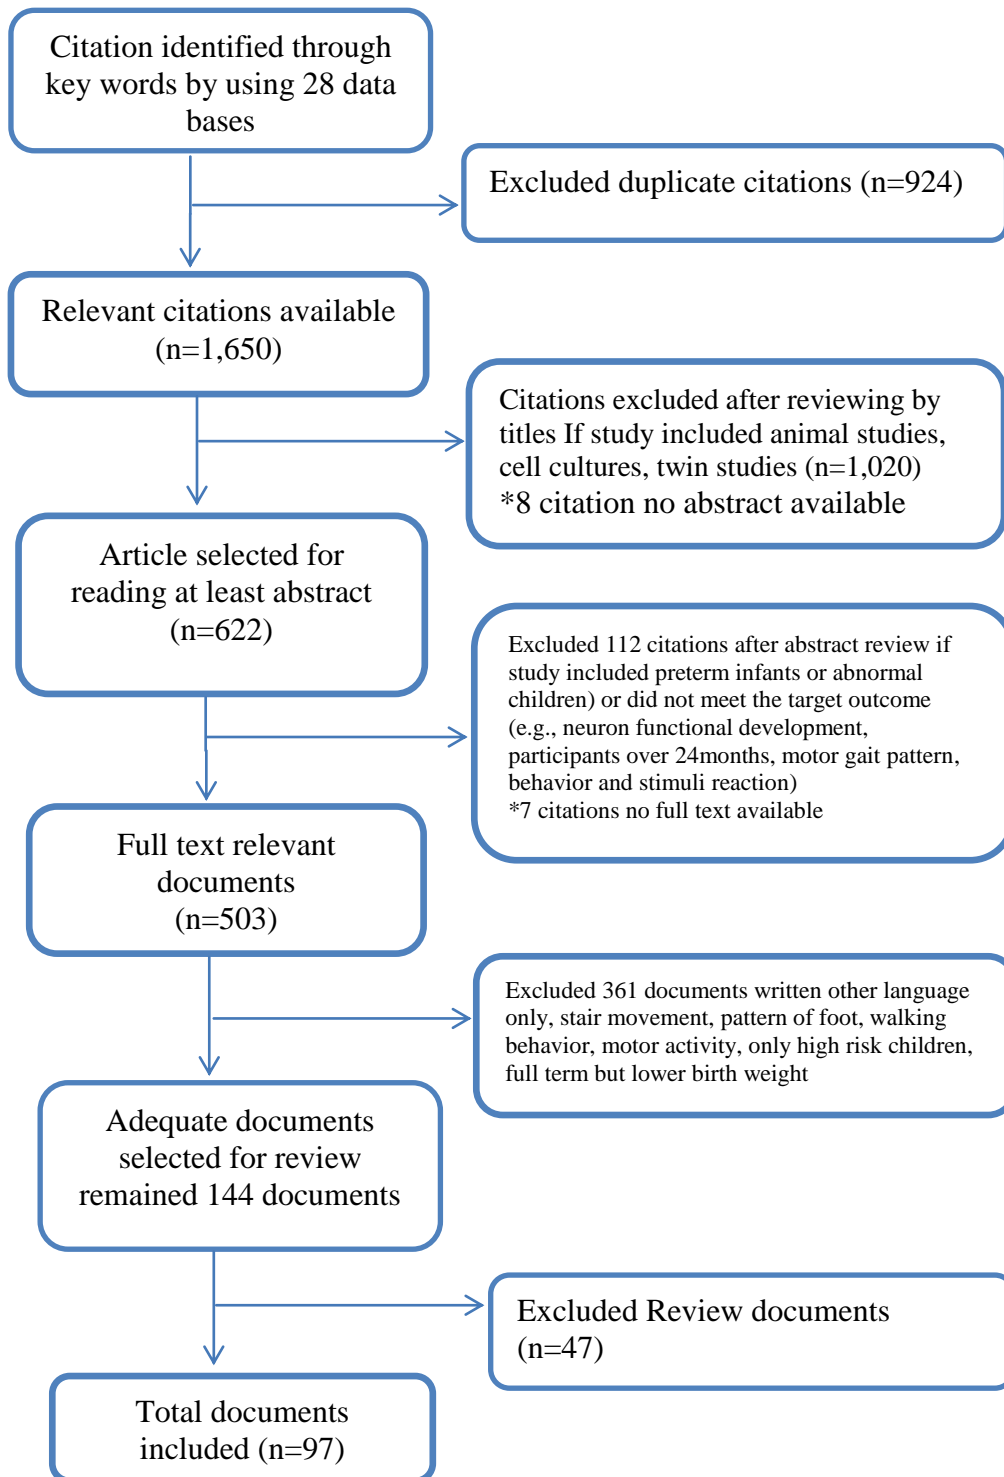 Citation identified through
key words by using 28 data
bases
Excluded duplicate citations (n=924)
Relevant citations available
(n=1,650)
Citations excluded after reviewing by
titles If study included animal studies,
cell cultures, twin studies (n=1,020)
*8 citation no abstract available
Article selected for
reading at least abstract
(n=622)
Excluded 112 citations after abstract review if
study included preterm infants or abnormal
children) or did not meet the target outcome
(e.g., neuron functional development,
participants over 24months, motor gait pattern,
behavior and stimuli reaction)
*7 citations no full text available
Full text relevant
documents
(n=503)
Excluded 361 documents written other language
only, stair movement, pattern of foot, walking
behavior, motor activity, only high risk children,
full term but lower birth weight
Adequate documents
selected for review
remained 144 documents
Excluded Review documents
(n=47)
Total documents
included (n=97)